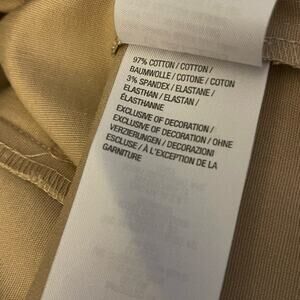 97% COTTON / COTTON /
BAUMWOLLE / COTONE / COTON
3% SPANDEX / ELASTANE /
ELASTHAN / ELASTAN /
ÉLASTHANNE
EXCLUSIVE OF DECORATION /
EXCLUSIVE OF DECORATION / OHNE
VERZIERUNGEN / DECORAZIONI
ESCLUSE / À L'EXCEPTION DE LA
GARNITURE